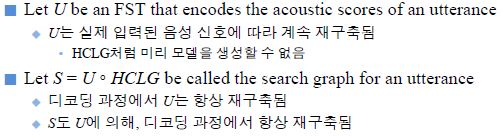 Let U be an FST that encodes the acoustic scores of an utterance
U는 실제 입력된 음성 신호에 따라 계속 재구축됨
HCLG처럼 미리 모델을 생성할 수 없음
Let S = U ∘ HCLG be called the search graph for an utterance
디코딩 과정에서 U는 항상 재구축됨
S도 U에 의해, 디코딩 과정에서 항상 재구축됨